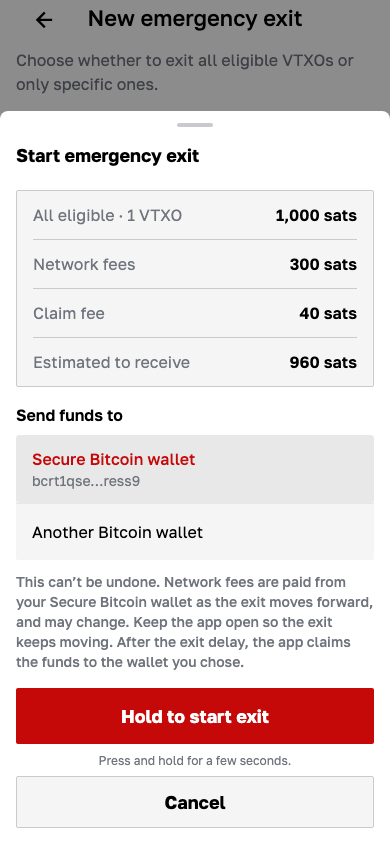 New emergency exit
Choose whether to exit all eligible VTXOs or
only specific ones.
Start emergency exit
All eligible · 1 VTXO 1,000 sats
Network fees 300 sats
Claim fee 40 sats
Estimated to receive 960 sats
Send funds to
Secure Bitcoin wallet
bcrt1qse...ress9
Another Bitcoin wallet
This can't be undone. Network fees are paid from
your Secure Bitcoin wallet as the exit moves forward,
and may change. Keep the app open so the exit
keeps moving. After the exit delay, the app claims
the funds to the wallet you chose.
Hold to start exit
Press and hold for a few seconds.
Cancel